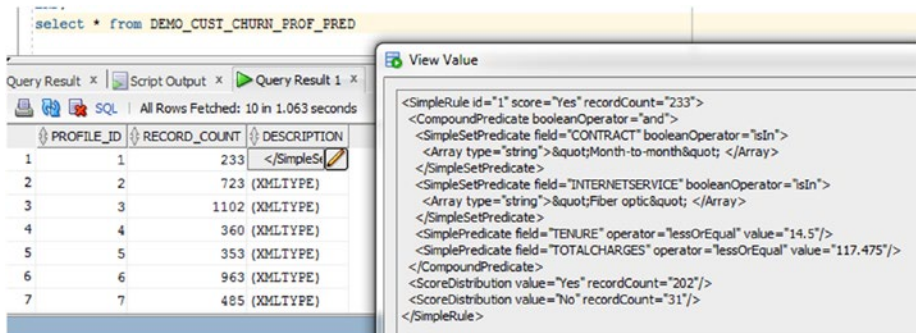 select * from DEMO_CUST_CHURN_PROF_PRED
Query Result × Script Output × Query Result 1 ×
SQL | All Rows Fetched: 10 in 1.063 seconds
PROFILE_ID RECORD_COUNT DESCRIPTION
1 1 233 </SimpleSe
2 2 723 (XMLTYPE)
3 3 1102 (XMLTYPE)
4 4 360 (XMLTYPE)
5 5 353 (XMLTYPE)
6 6 963 (XMLTYPE)
7 7 485 (XMLTYPE)
View Value
<SimpleRule id="1" score="Yes" recordCount="233">
<CompoundPredicate booleanOperator="and">
<SimpleSetPredicate field="CONTRACT" booleanOperator="isIn">
<Array type="string">&quot;Month-to-month&quot; </Array>
</SimpleSetPredicate>
<SimpleSetPredicate field="INTERNETSERVICE" booleanOperator="isIn">
<Array type="string">&quot;Fiber optic&quot; </Array>
</SimpleSetPredicate>
<SimplePredicate field="TENURE" operator="lessOrEqual" value="14.5"/>
<SimplePredicate field="TOTALCHARGES" operator="lessOrEqual" value="117.475"/>
</CompoundPredicate>
<ScoreDistribution value="Yes" recordCount="202"/>
<ScoreDistribution value="No" recordCount="31"/>
</SimpleRule>